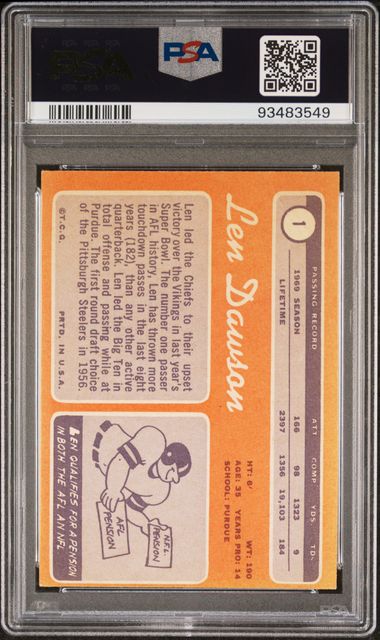 PSA
PSA
93483549
1
PASSING RECORD ATT COMP. YDS. TD.
1969 SEASON 166 98 1323 9
LIFETIME 2397 1356 19,103 184
Len Dawson
HT: 6' WT: 190
AGE: 35 YEARS PRO: 14
SCHOOL: PURDUE
Len led the Chiefs to their upset
victory over the Vikings in last year's
Super Bowl. The number one passer
in AFL history, Len has thrown more
touchdown passes in the last eight
years (182), than any other active
quarterback. Len led the Big Ten in
total offense and passing while at
Purdue. The first round draft choice
of the Pittsburgh Steelers in 1956.
© T.C.G. PRTD. IN U.S.A.
N.F.L.
PENSION
AFL
PENSION
LEN QUALIFIES FOR A PENSION
IN BOTH THE AFL AN NFL